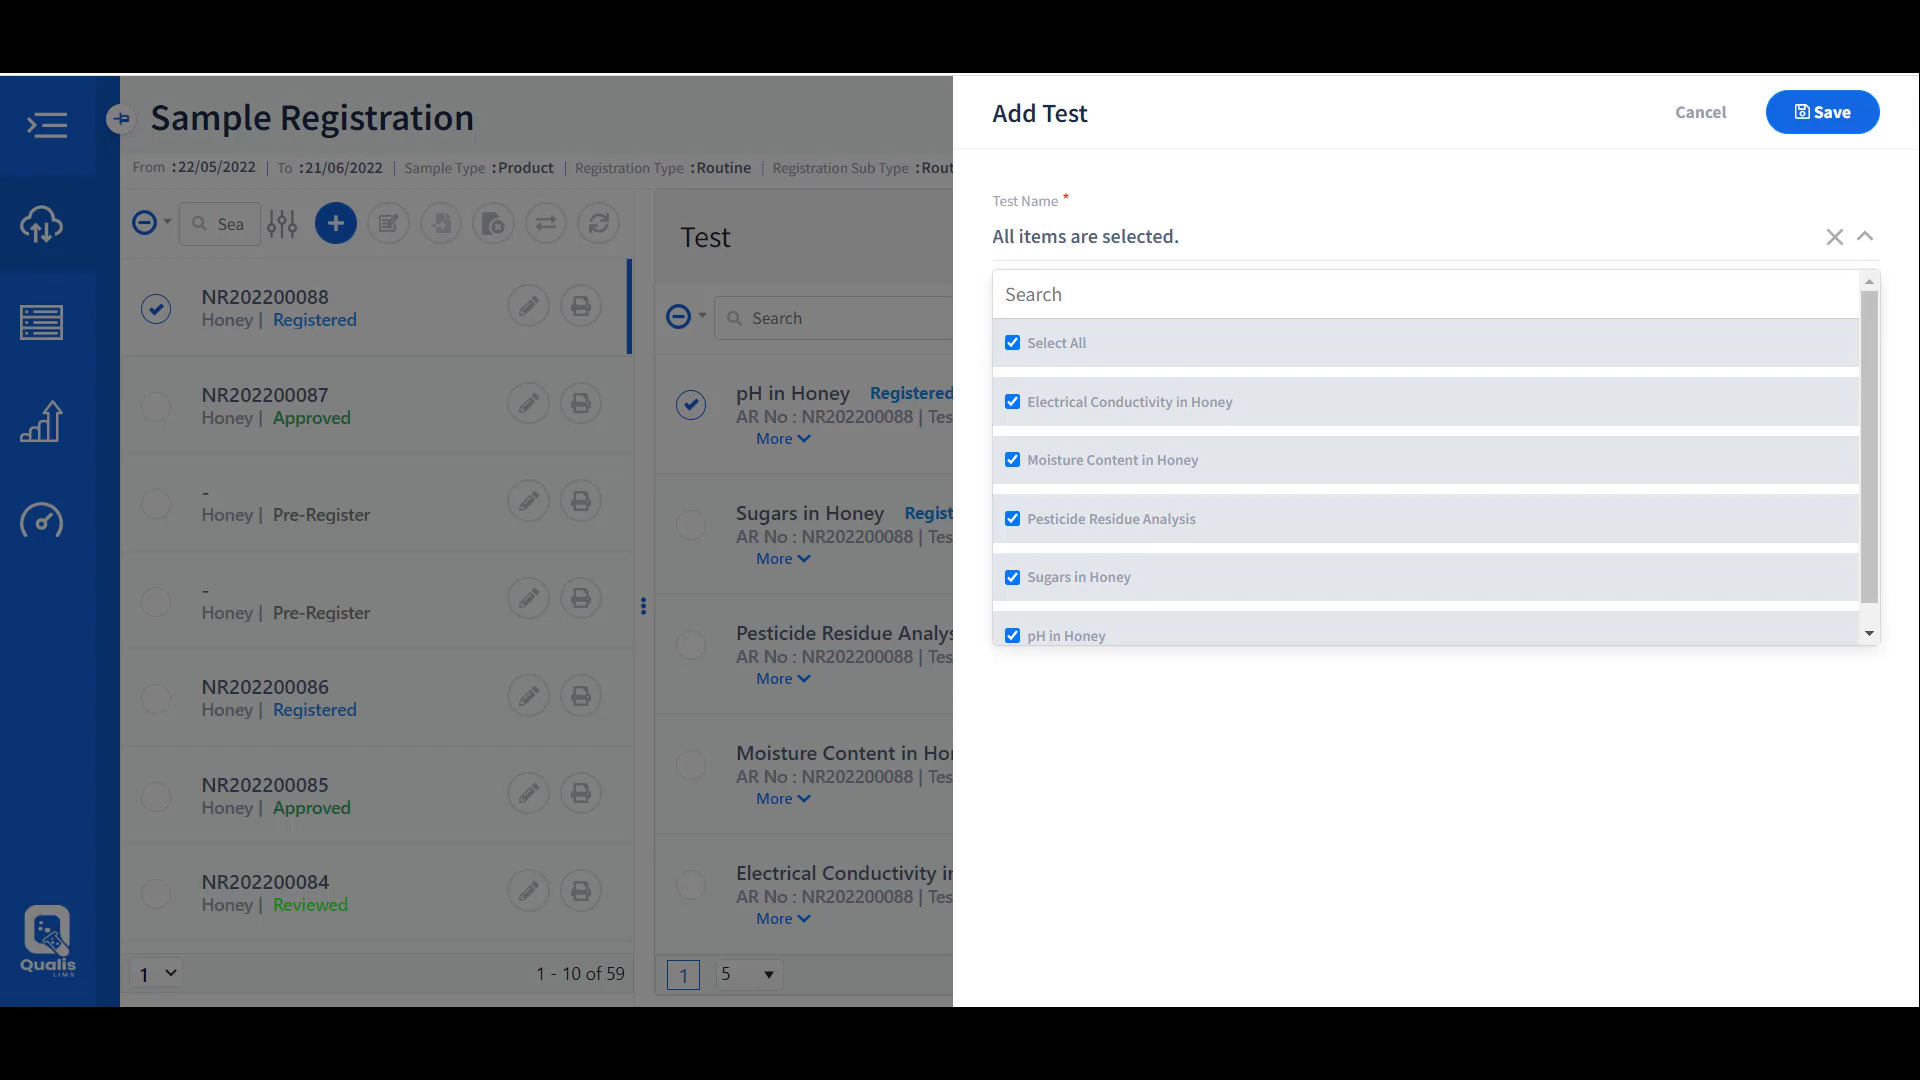 Sample Registration
From :22/05/2022 | To :21/06/2022 | Sample Type :Product | Registration Type :Routine | Registration Sub Type :Rout
Sea
NR202200088
Honey | Registered
NR202200087
Honey | Approved
-
Honey | Pre-Register
-
Honey | Pre-Register
NR202200086
Honey | Registered
NR202200085
Honey | Approved
NR202200084
Honey | Reviewed
1
1 - 10 of 59
Qualis
LIMS
Test
Search
pH in Honey Registered
AR No : NR202200088 | Tes
More
Sugars in Honey Regist
AR No : NR202200088 | Tes
More
Pesticide Residue Analys
AR No : NR202200088 | Tes
More
Moisture Content in Hon
AR No : NR202200088 | Tes
More
Electrical Conductivity in
AR No : NR202200088 | Tes
More
1 5
Add Test
Cancel
Save
Test Name *
All items are selected.
Search
Select All
Electrical Conductivity in Honey
Moisture Content in Honey
Pesticide Residue Analysis
Sugars in Honey
pH in Honey